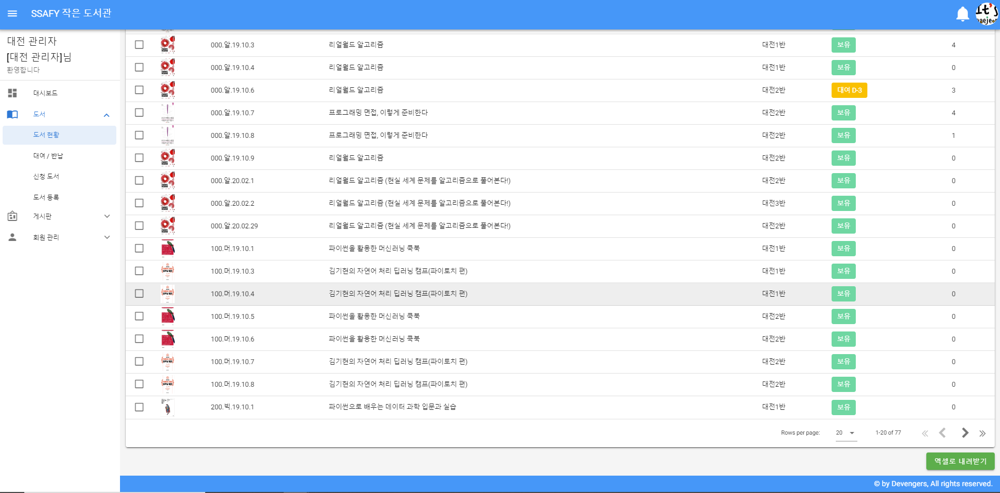 SSAFY 작은 도서관
It's
대전 관리자
[대전 관리자]님
환영합니다
대시보드
도서
도서 현황
대여 / 반납
신청 도서
도서 등록
게시판
회원 관리
000.알.19.10.3 리얼월드 알고리즘 대전1반 보유 4
000.알.19.10.4 리얼월드 알고리즘 대전1반 보유 0
000.알.19.10.6 리얼월드 알고리즘 대전2반 대여 D-3 3
000.알.19.10.7 프로그래밍 면접, 이렇게 준비한다 대전2반 보유 4
000.알.19.10.8 프로그래밍 면접, 이렇게 준비한다 대전2반 보유 1
000.알.19.10.9 리얼월드 알고리즘 대전2반 보유 0
000.알.20.02.1 리얼월드 알고리즘 (현실 세계 문제를 알고리즘으로 풀어본다!) 대전2반 보유 0
000.알.20.02.2 리얼월드 알고리즘 (현실 세계 문제를 알고리즘으로 풀어본다!) 대전3반 보유 0
000.알.20.02.29 리얼월드 알고리즘 (현실 세계 문제를 알고리즘으로 풀어본다!) 대전2반 보유 0
100.머.19.10.1 파이썬을 활용한 머신러닝 쿡북 대전1반 보유 0
100.머.19.10.3 김기현의 자연어 처리 딥러닝 캠프(파이토치 편) 대전1반 보유 0
100.머.19.10.4 김기현의 자연어 처리 딥러닝 캠프(파이토치 편) 대전1반 보유 0
100.머.19.10.5 파이썬을 활용한 머신러닝 쿡북 대전2반 보유 0
100.머.19.10.6 파이썬을 활용한 머신러닝 쿡북 대전2반 보유 0
100.머.19.10.7 김기현의 자연어 처리 딥러닝 캠프(파이토치 편) 대전2반 보유 0
100.머.19.10.8 김기현의 자연어 처리 딥러닝 캠프(파이토치 편) 대전2반 보유 0
200.빅.19.10.1 파이썬으로 배우는 데이터 과학 입문과 실습 대전1반 보유 0
Rows per page: 20 1-20 of 77
엑셀로 내려받기
© by Devengers, All rights reserved.